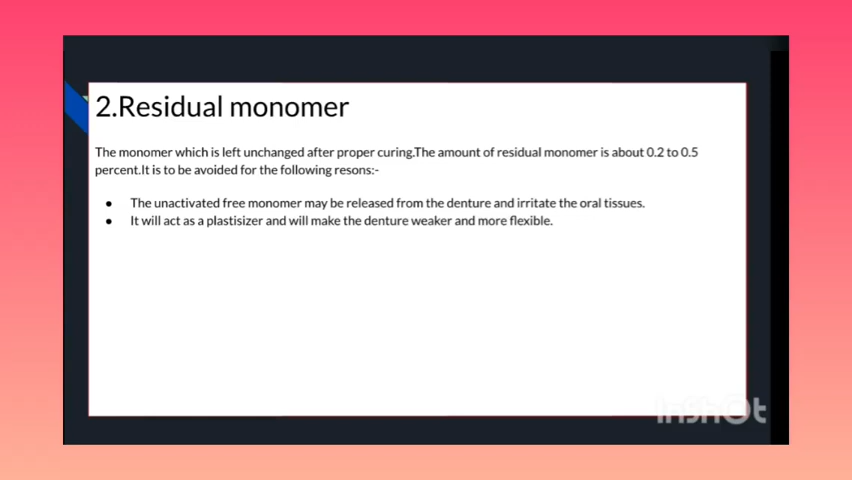 2.Residual monomer
The monomer which is left unchanged after proper curing.The amount of residual monomer is about 0.2 to 0.5
percent.It is to be avoided for the following resons:-
● The unactivated free monomer may be released from the denture and irritate the oral tissues.
● It will act as a plastisizer and will make the denture weaker and more flexible.
InShOt